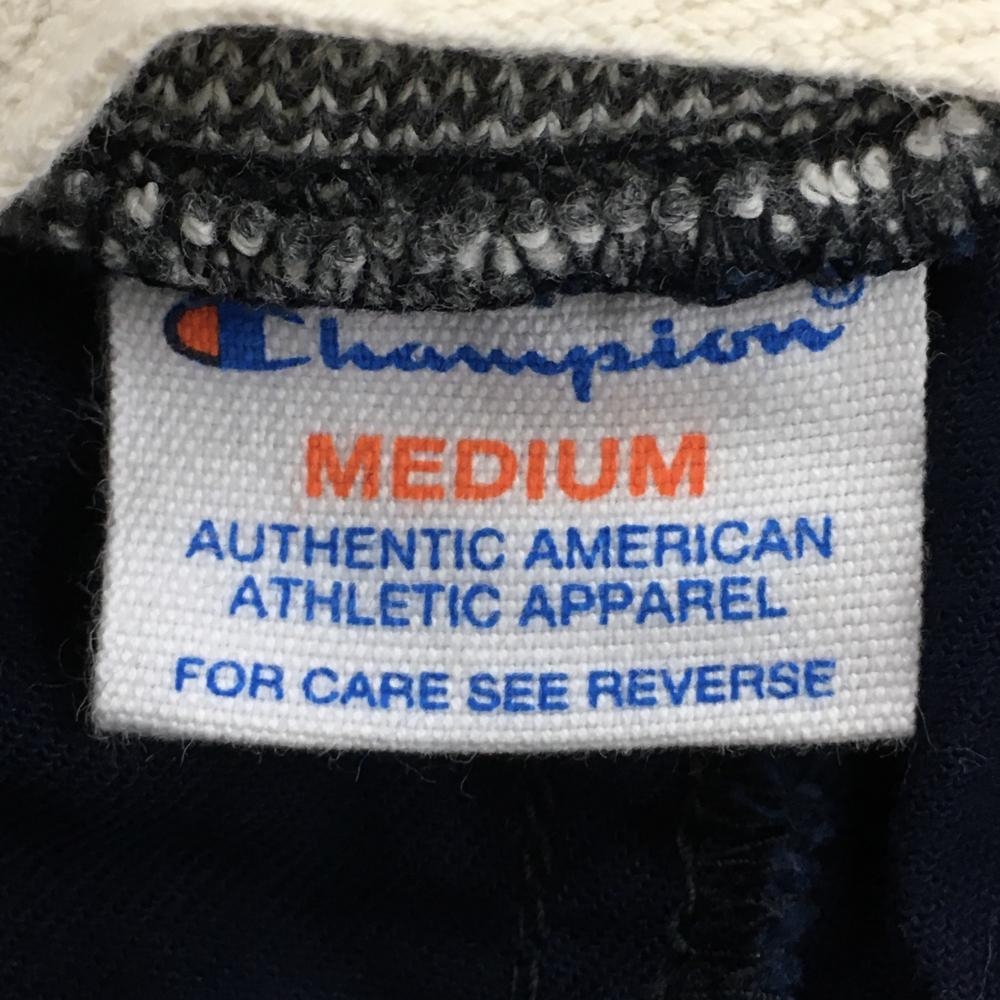 Champion®
MEDIUM
AUTHENTIC AMERICAN
ATHLETIC APPAREL
FOR CARE SEE REVERSE